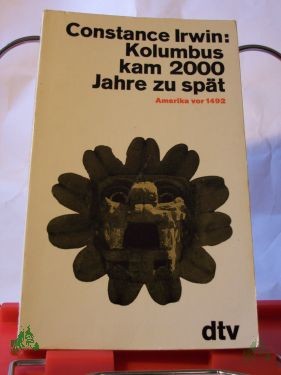 Constance Irwin:
Kolumbus
kam 2000
Jahre zu spät
Amerika vor 1492
dtv